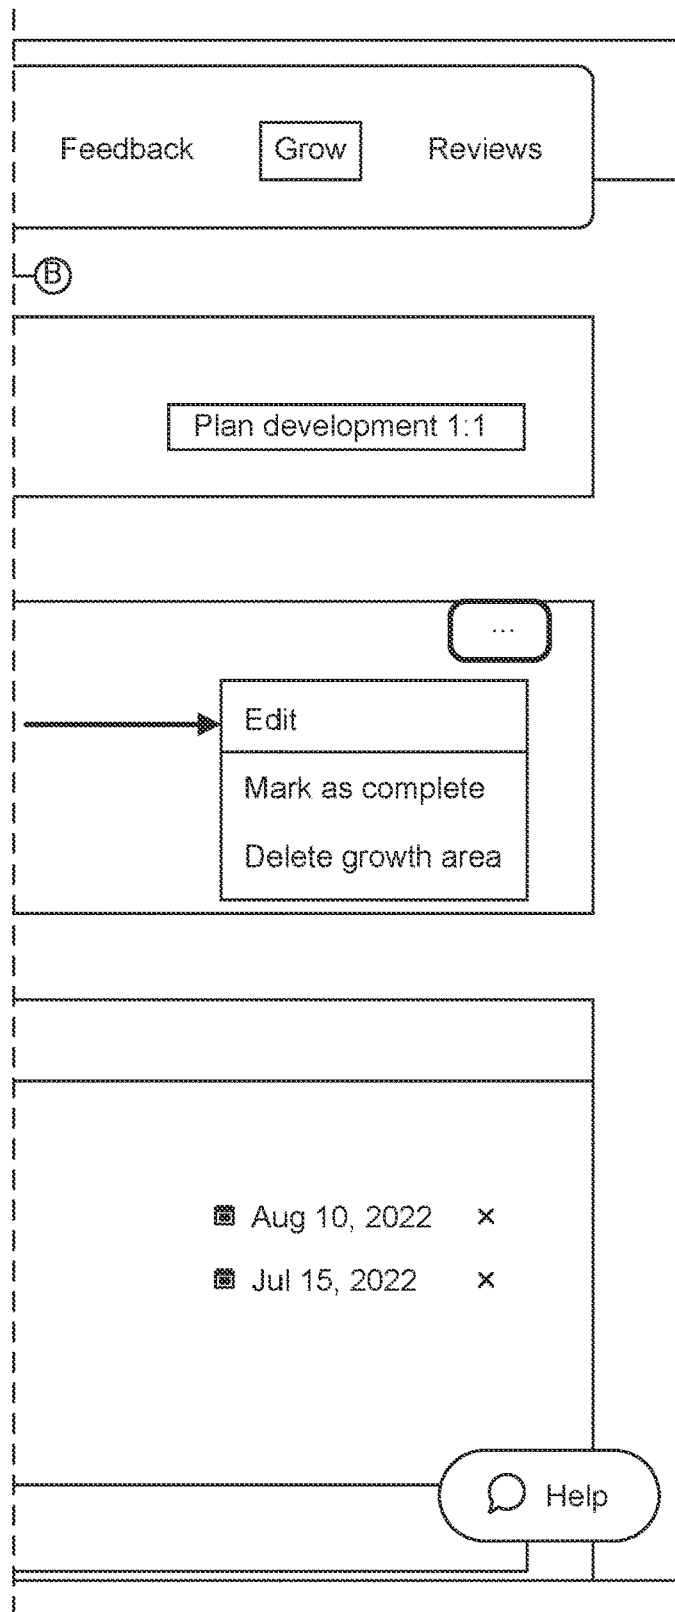 Feedback Grow Reviews
B
Plan development 1:1
...
Edit
Mark as complete
Delete growth area
Aug 10, 2022 ×
Jul 15, 2022 ×
Help